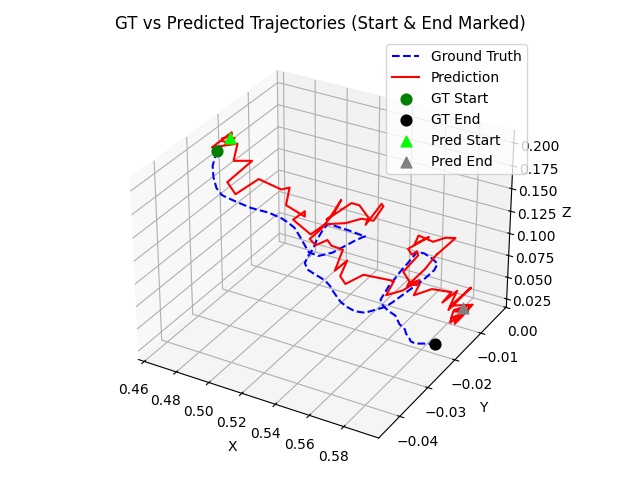 GT vs Predicted Trajectories (Start & End Marked)
Ground Truth
Prediction
GT Start
GT End
Pred Start
Pred End
0.200
0.175
0.150
0.125
0.100
0.075
0.050
0.025
Z
0.00
−0.01
−0.02
−0.03
−0.04
Y
0.46
0.48
0.50
0.52
0.54
0.56
0.58
X